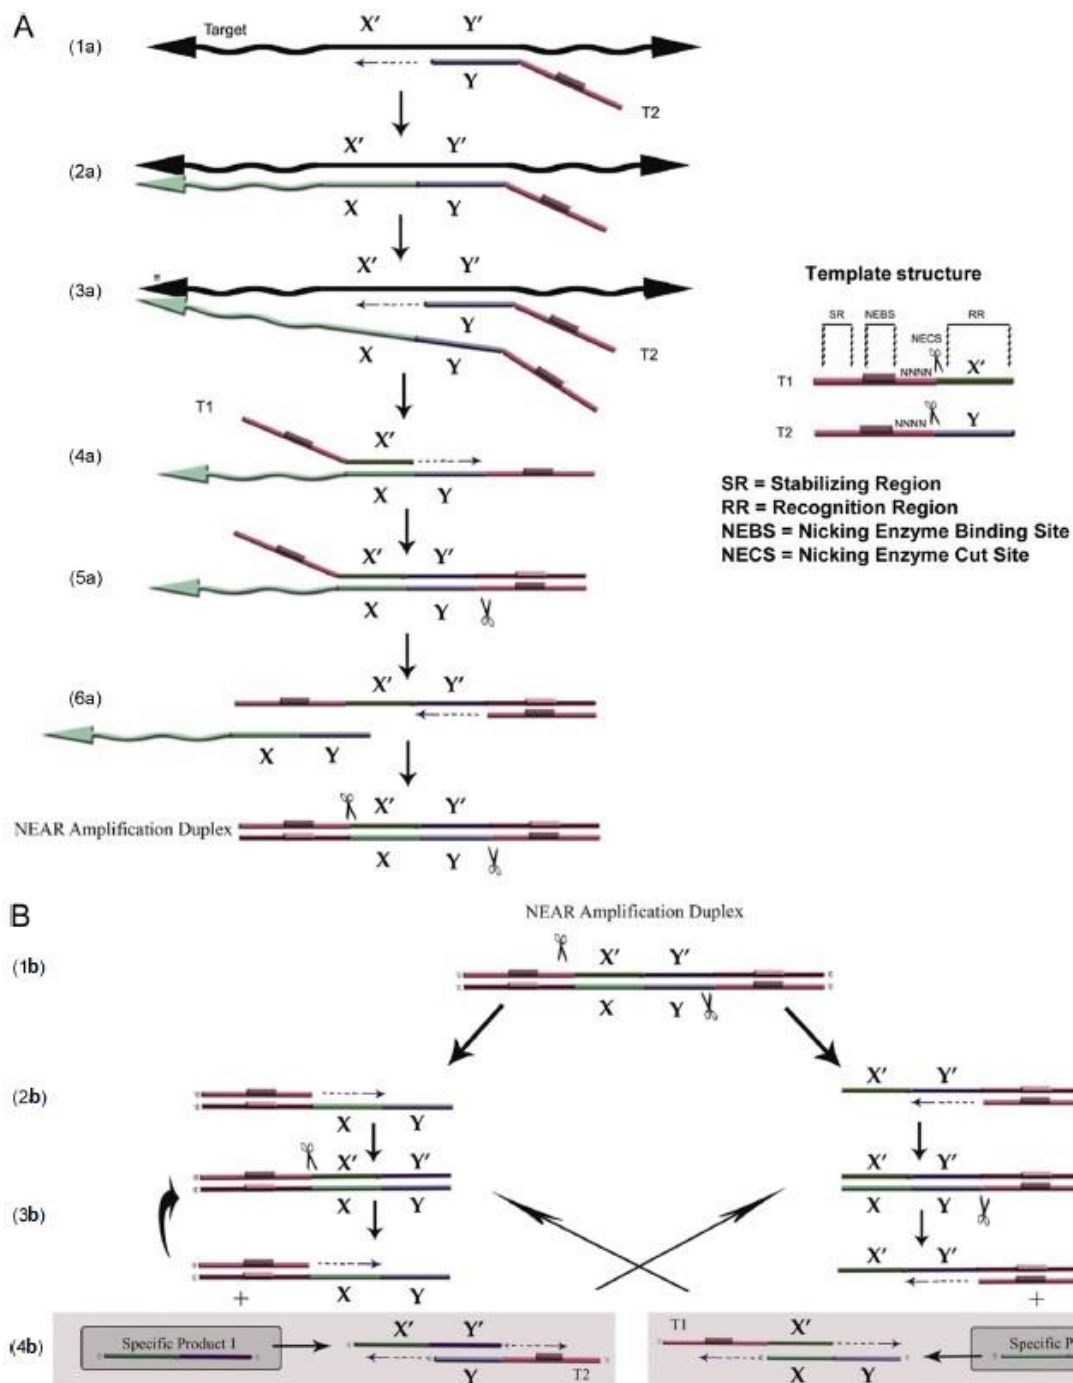 A
(1a)
Target
X'
Y'
Y
T2
(2a)
X'
Y'
X
Y
(3a)
X'
Y'
Y
X
Y
T2
T1
(4a)
X'
X
Y
(5a)
X'
Y'
X
Y
(6a)
X'
Y'
X
Y
NEAR Amplification Duplex
X'
Y'
X
Y
Template structure
SR
NEBS
RR
NECS
T1
NNNN
X'
T2
NNNN
Y
SR = Stabilizing Region
RR = Recognition Region
NEBS = Nicking Enzyme Binding Site
NECS = Nicking Enzyme Cut Site
B
NEAR Amplification Duplex
(1b)
X'
Y'
X
Y
(2b)
X
Y
X'
Y'
(3b)
X'
Y'
X
Y
X'
Y'
X
Y
+
X
Y
X'
Y'
+
(4b)
Specific Product 1
X'
Y'
Y
T2
T1
X'
X
Y
Specific P